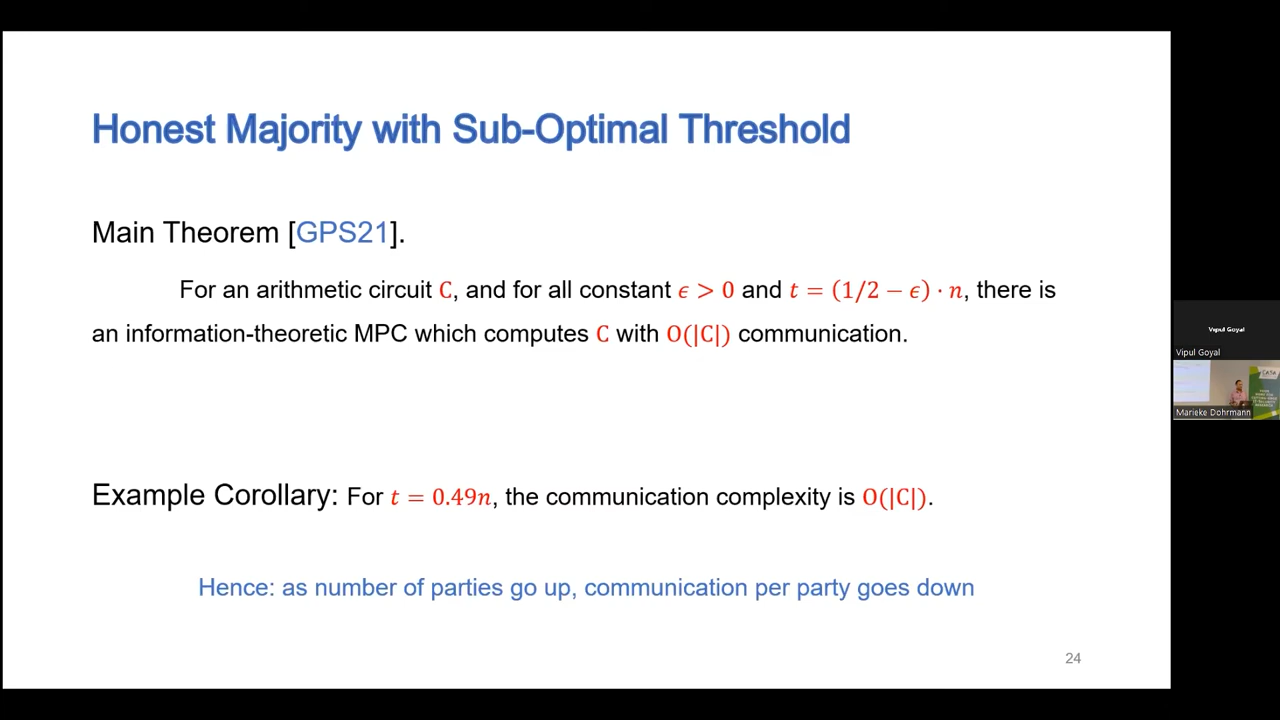 Honest Majority with Sub-Optimal Threshold
Main Theorem [GPS21].
For an arithmetic circuit C, and for all constant ϵ > 0 and t = (1/2 − ϵ) · n, there is
an information-theoretic MPC which computes C with O(|C|) communication.
Example Corollary: For t = 0.49n, the communication complexity is O(|C|).
Hence: as number of parties go up, communication per party goes down
24
Vipul Goyal
Vipul Goyal
CASA
Marieke Dohrmann